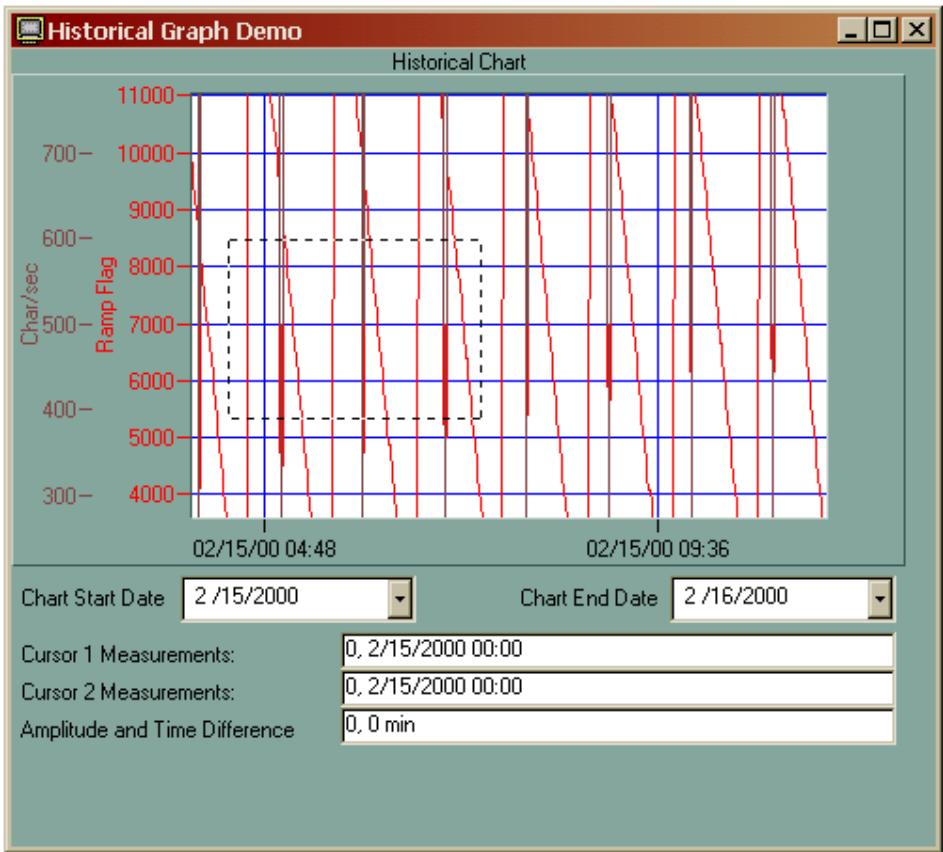 Historical Graph Demo
Historical Chart
Char/sec
700
600
500
400
300
Ramp Flag
11000
10000
9000
8000
7000
6000
5000
4000
02/15/00 04:48
02/15/00 09:36
Chart Start Date 2 /15/2000
Chart End Date 2 /16/2000
Cursor 1 Measurements: 0, 2/15/2000 00:00
Cursor 2 Measurements: 0, 2/15/2000 00:00
Amplitude and Time Difference 0, 0 min